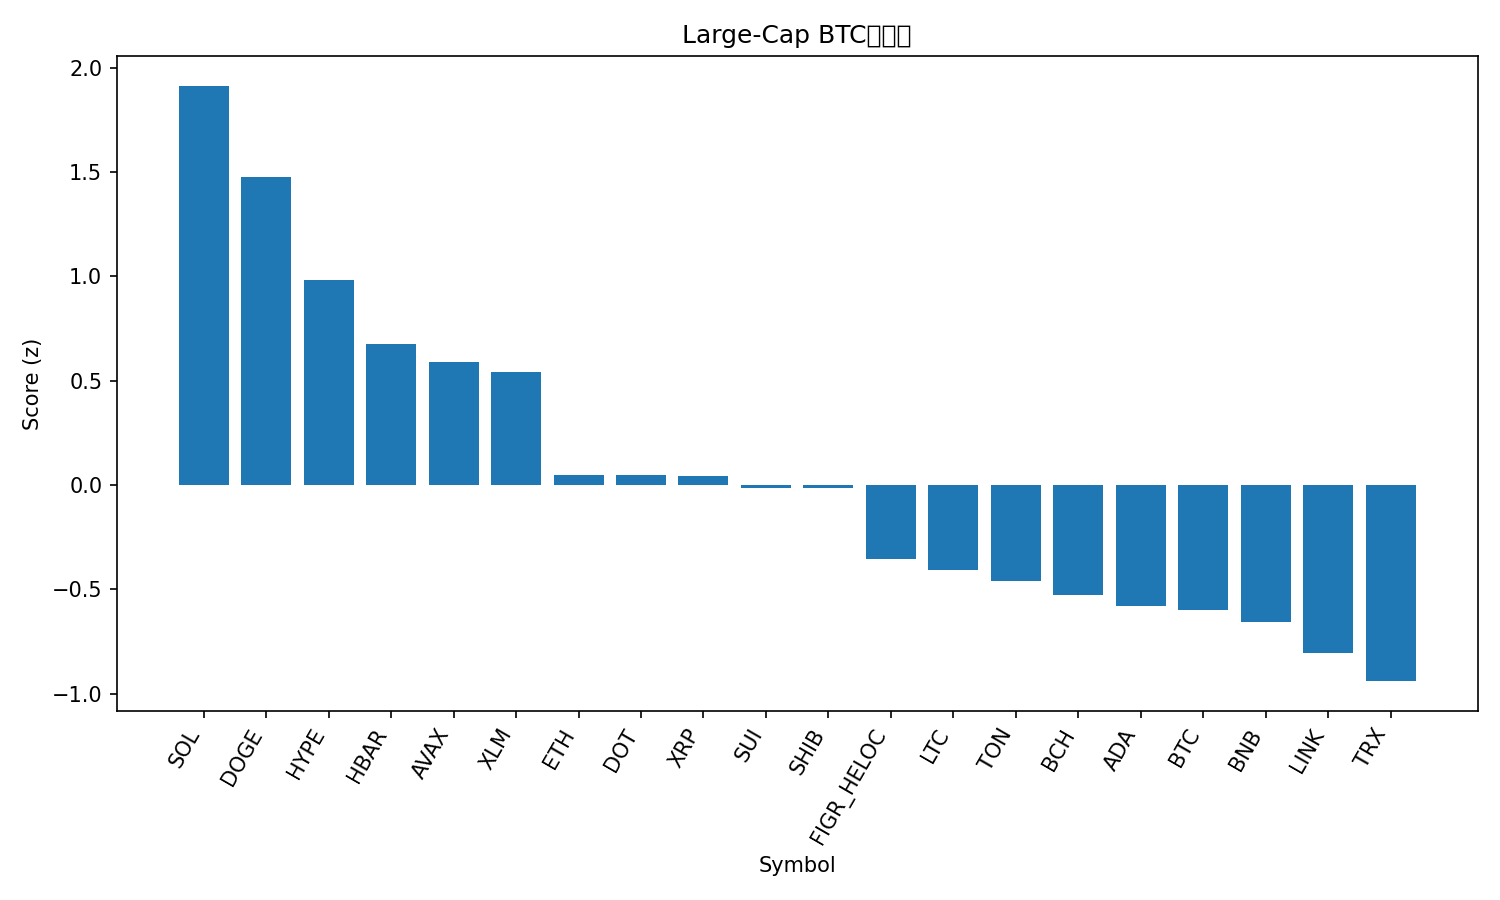 Large-Cap BTC
Score (z)
2.0
1.5
1.0
0.5
0.0
−0.5
−1.0
SOL
DOGE
HYPE
HBAR
AVAX
XLM
ETH
DOT
XRP
SUI
SHIB
FIGR_HELOC
LTC
TON
BCH
ADA
BTC
BNB
LINK
TRX
Symbol